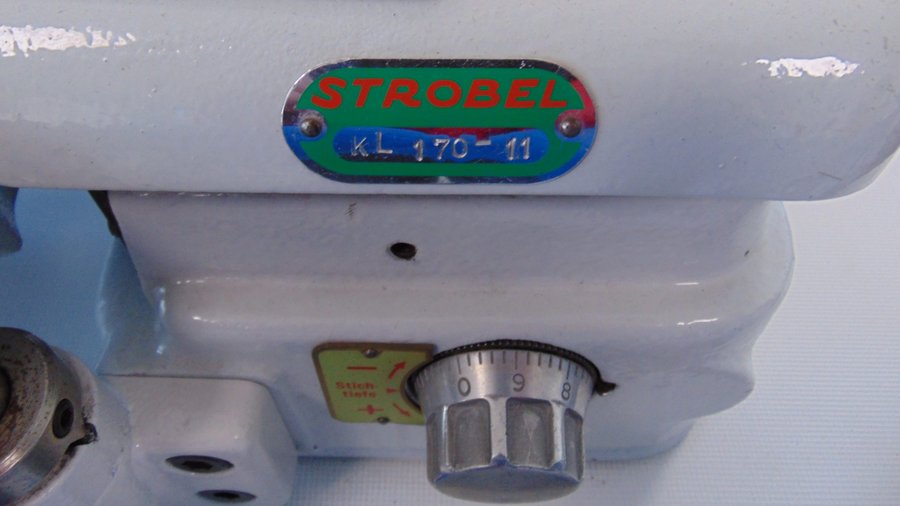 STROBEL
KL 170-11
Stich-
tiefe
0 9 8